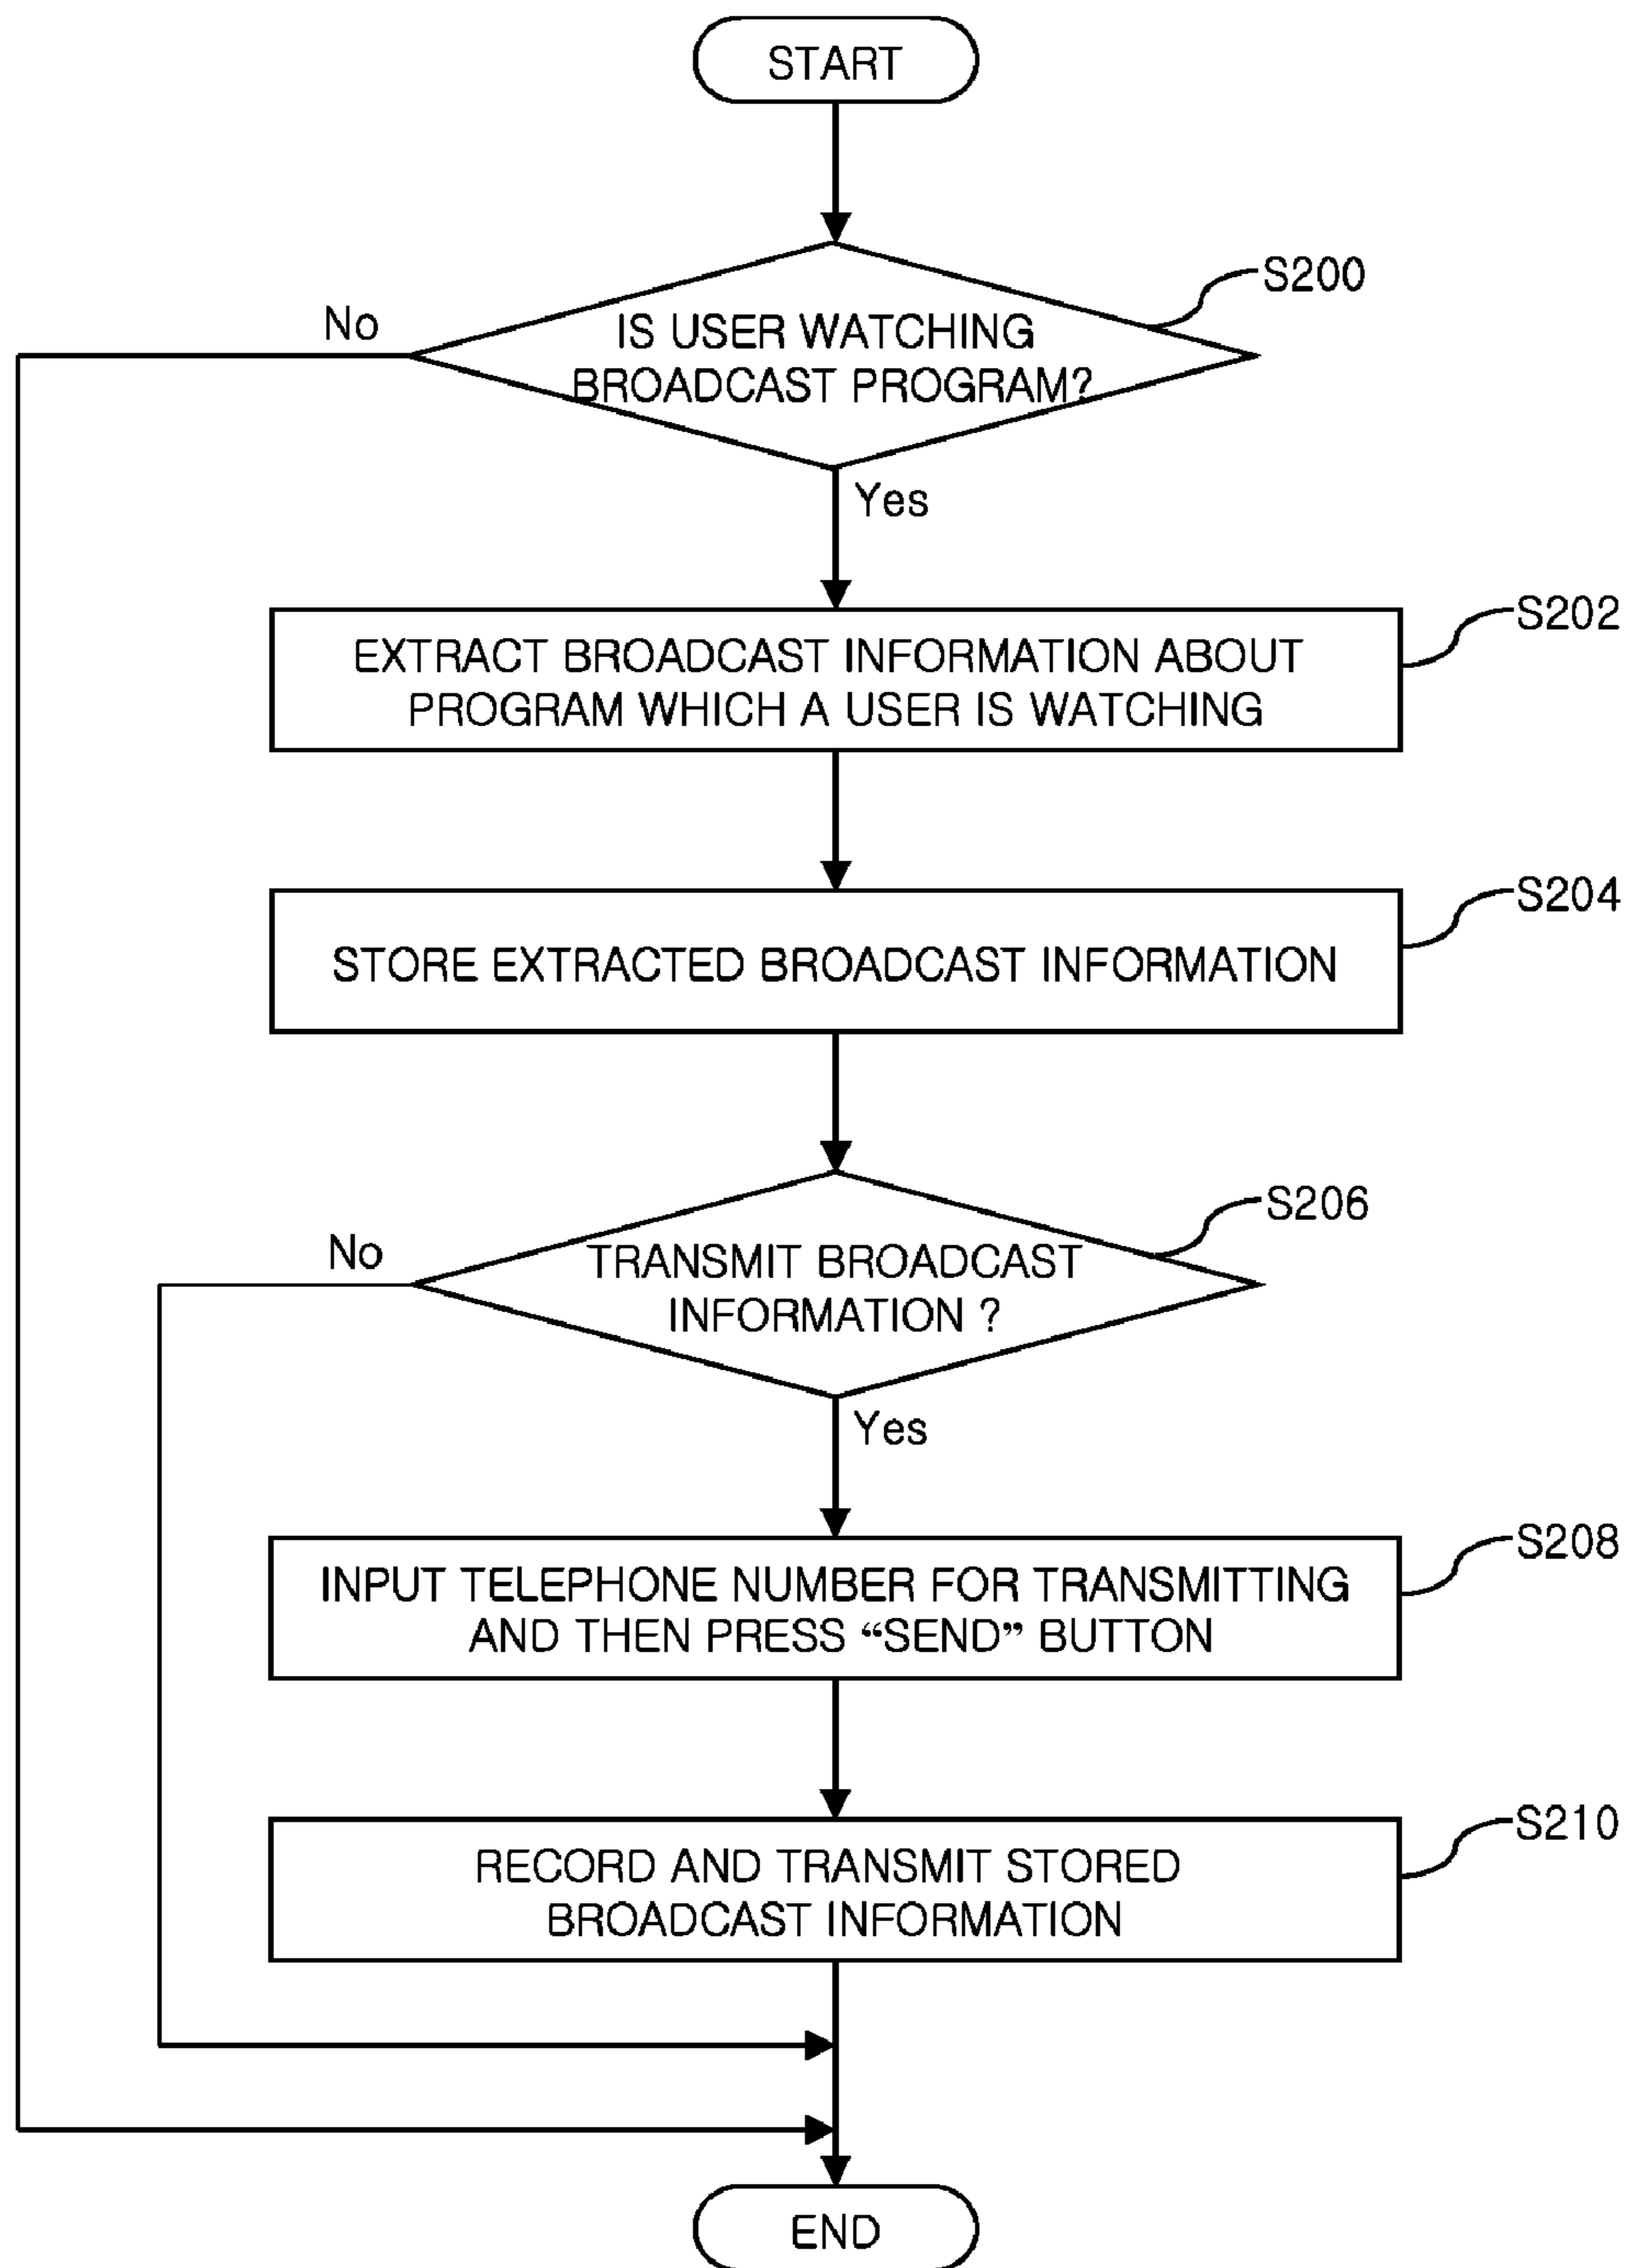 START
S200
No
IS USER WATCHING
BROADCAST PROGRAM?
Yes
S202
EXTRACT BROADCAST INFORMATION ABOUT
PROGRAM WHICH A USER IS WATCHING
S204
STORE EXTRACTED BROADCAST INFORMATION
S206
No
TRANSMIT BROADCAST
INFORMATION ?
Yes
S208
INPUT TELEPHONE NUMBER FOR TRANSMITTING
AND THEN PRESS “SEND” BUTTON
S210
RECORD AND TRANSMIT STORED
BROADCAST INFORMATION
END